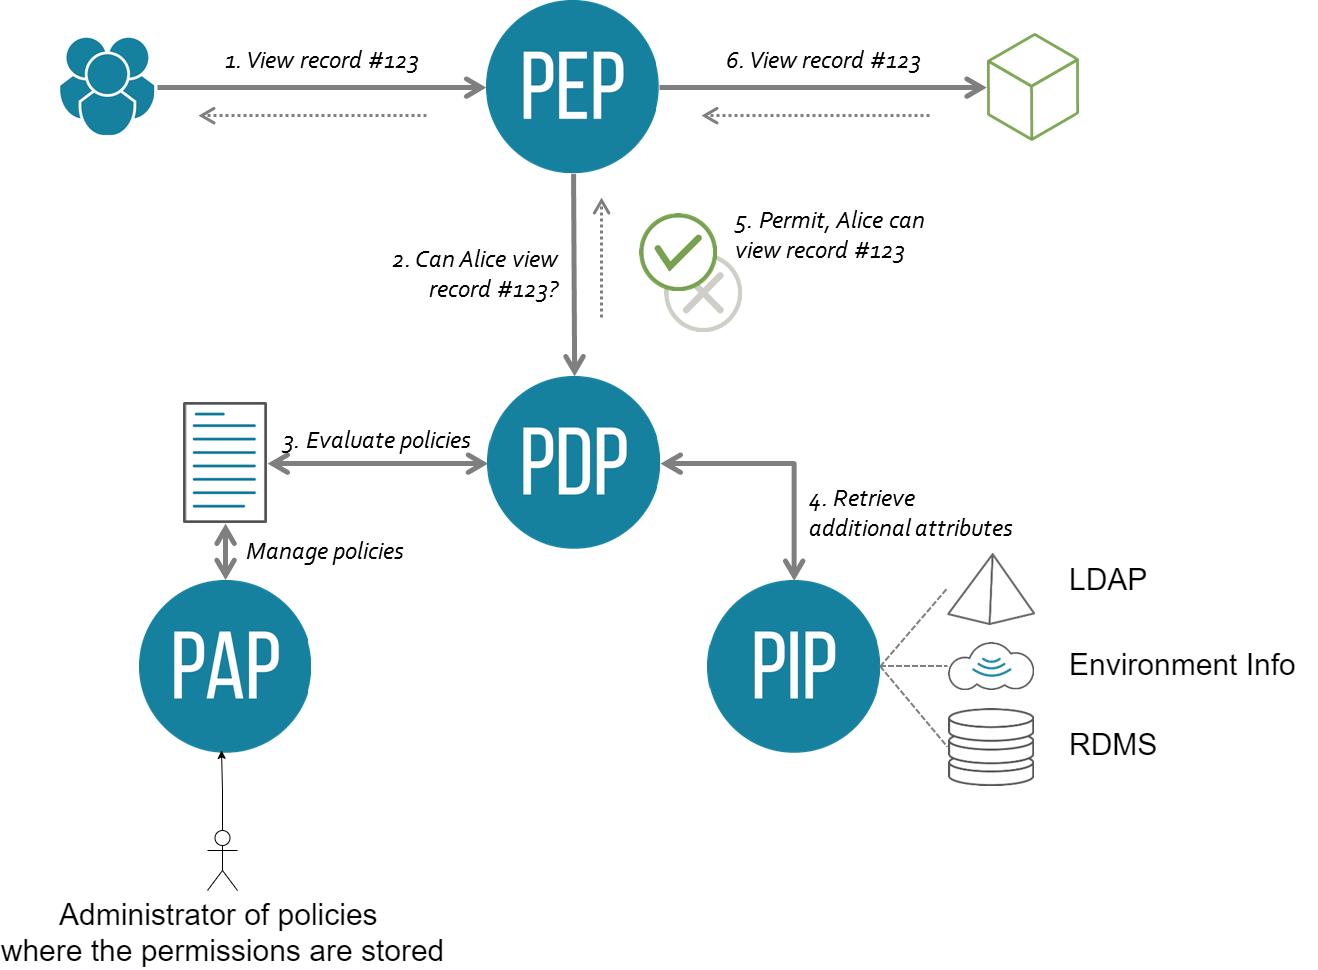 1. View record #123
PEP
6. View record #123
5. Permit, Alice can
view record #123
2. Can Alice view
record #123?
3. Evaluate policies
PDP
4. Retrieve
additional attributes
Manage policies
PAP
PIP
LDAP
Environment Info
RDMS
Administrator of policies
where the permissions are stored